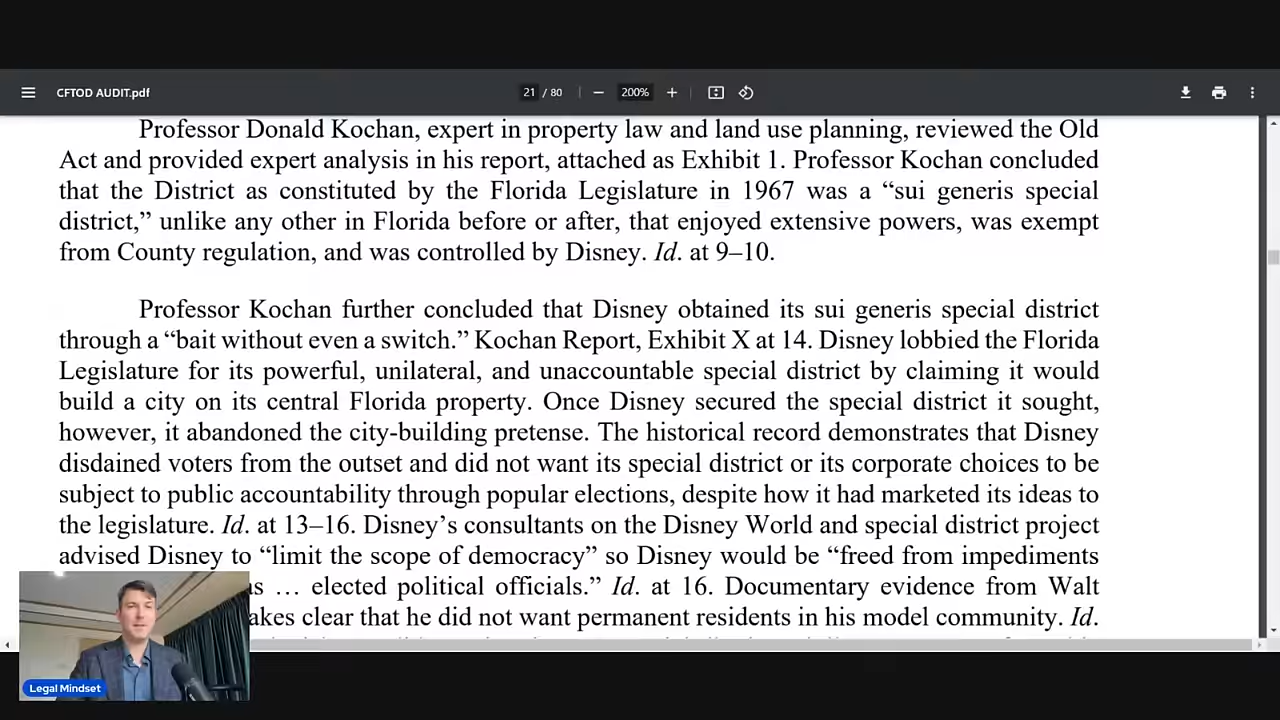 CFTOD AUDIT.pdf
21 / 80
200%
Professor Donald Kochan, expert in property law and land use planning, reviewed the Old
Act and provided expert analysis in his report, attached as Exhibit 1. Professor Kochan concluded
that the District as constituted by the Florida Legislature in 1967 was a “sui generis special
district,” unlike any other in Florida before or after, that enjoyed extensive powers, was exempt
from County regulation, and was controlled by Disney. Id. at 9–10.
Professor Kochan further concluded that Disney obtained its sui generis special district
through a “bait without even a switch.” Kochan Report, Exhibit X at 14. Disney lobbied the Florida
Legislature for its powerful, unilateral, and unaccountable special district by claiming it would
build a city on its central Florida property. Once Disney secured the special district it sought,
however, it abandoned the city-building pretense. The historical record demonstrates that Disney
disdained voters from the outset and did not want its special district or its corporate choices to be
subject to public accountability through popular elections, despite how it had marketed its ideas to
the legislature. Id. at 13–16. Disney’s consultants on the Disney World and special district project
advised Disney to “limit the scope of democracy” so Disney would be “freed from impediments
… elected political officials.” Id. at 16. Documentary evidence from Walt
clear that he did not want permanent residents in his model community. Id.
Legal Mindset